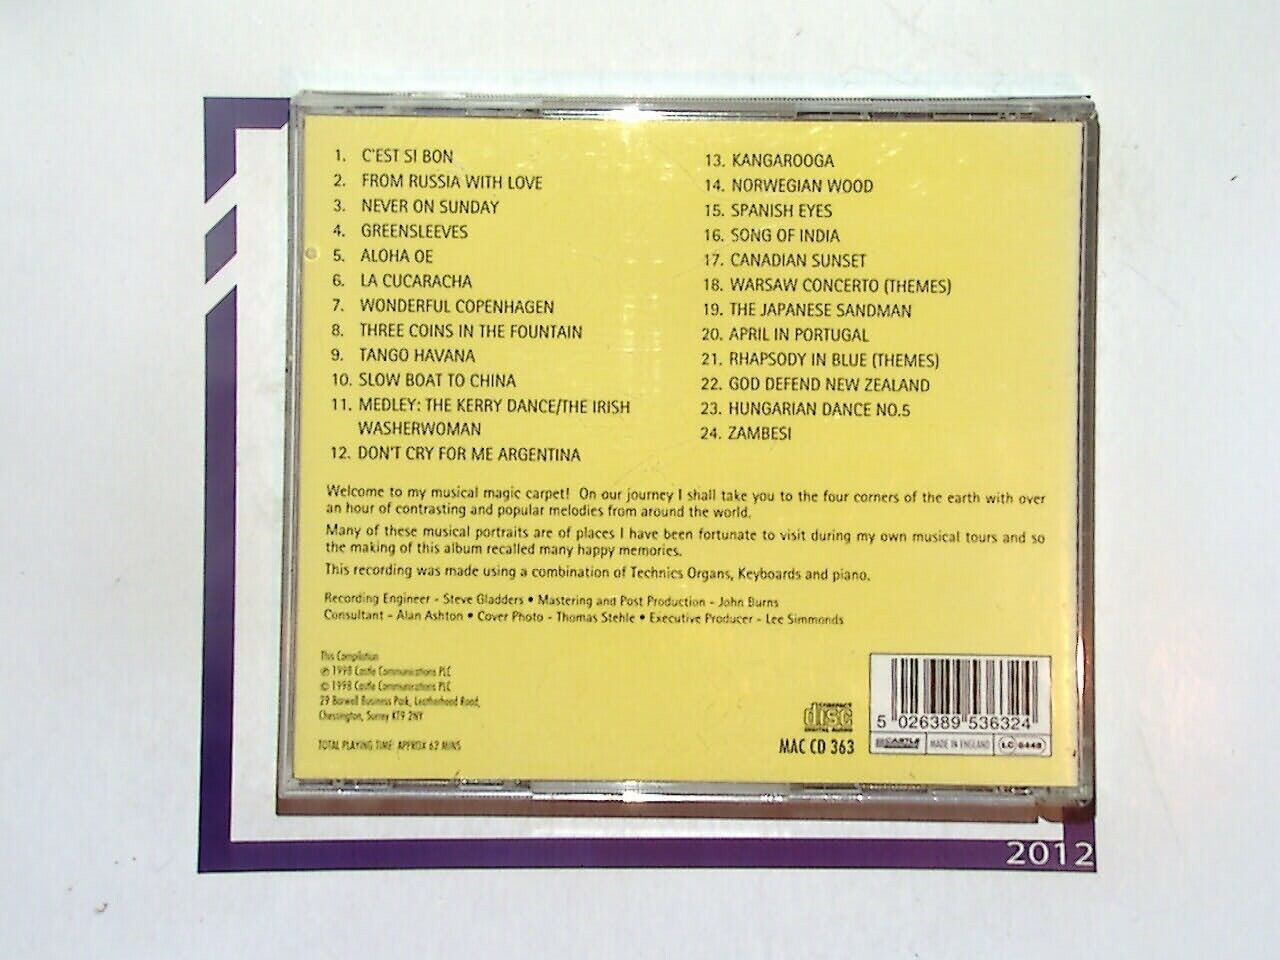 1. C'EST SI BON
2. FROM RUSSIA WITH LOVE
3. NEVER ON SUNDAY
4. GREENSLEEVES
5. ALOHA OE
6. LA CUCARACHA
7. WONDERFUL COPENHAGEN
8. THREE COINS IN THE FOUNTAIN
9. TANGO HAVANA
10. SLOW BOAT TO CHINA
11. MEDLEY: THE KERRY DANCE/THE IRISH
WASHERWOMAN
12. DON'T CRY FOR ME ARGENTINA
13. KANGAROOGA
14. NORWEGIAN WOOD
15. SPANISH EYES
16. SONG OF INDIA
17. CANADIAN SUNSET
18. WARSAW CONCERTO (THEMES)
19. THE JAPANESE SANDMAN
20. APRIL IN PORTUGAL
21. RHAPSODY IN BLUE (THEMES)
22. GOD DEFEND NEW ZEALAND
23. HUNGARIAN DANCE NO.5
24. ZAMBESI
Welcome to my musical magic carpet! On our journey I shall take you to the four corners of the earth with over
an hour of contrasting and popular melodies from around the world.
Many of these musical portraits are of places I have been fortunate to visit during my own musical tours and so
the making of this album recalled many happy memories.
This recording was made using a combination of Technics Organs, Keyboards and piano.
Recording Engineer - Steve Gladders • Mastering and Post Production - John Burns
Consultant - Alan Ashton • Cover Photo - Thomas Stehle • Executive Producer - Lee Simmonds
This Compilation
℗ 1998 Castle Communications PLC
© 1998 Castle Communications PLC
29 Barwell Business Park, Leatherhead Road,
Chessington, Surrey KT9 2NY
TOTAL PLAYING TIME: APPROX 62 MINS
COMPACT
disc
DIGITAL AUDIO
MAC CD 363
5 026389 536324
CASTLE
MADE IN ENGLAND
LC 6448
2012